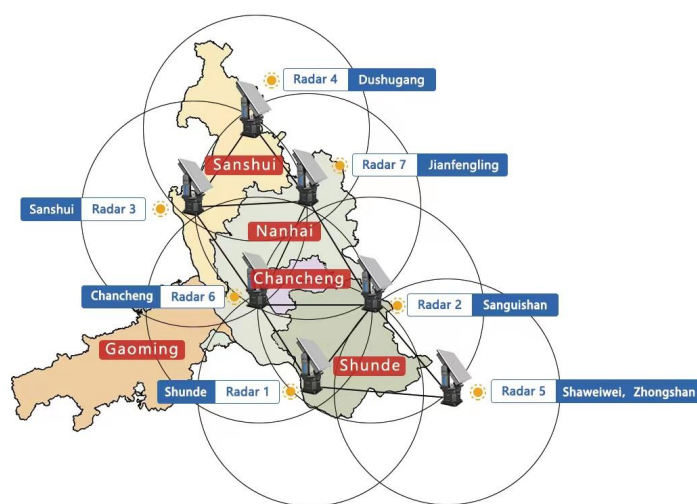 Radar 4 Dushugang
Sanshui
Radar 7 Jianfengling
Sanshui Radar 3
Nanhai
Chancheng
Chancheng Radar 6
Radar 2 Sanguishan
Gaoming
Shunde
Shunde Radar 1
Radar 5 Shaweiwei, Zhongshan